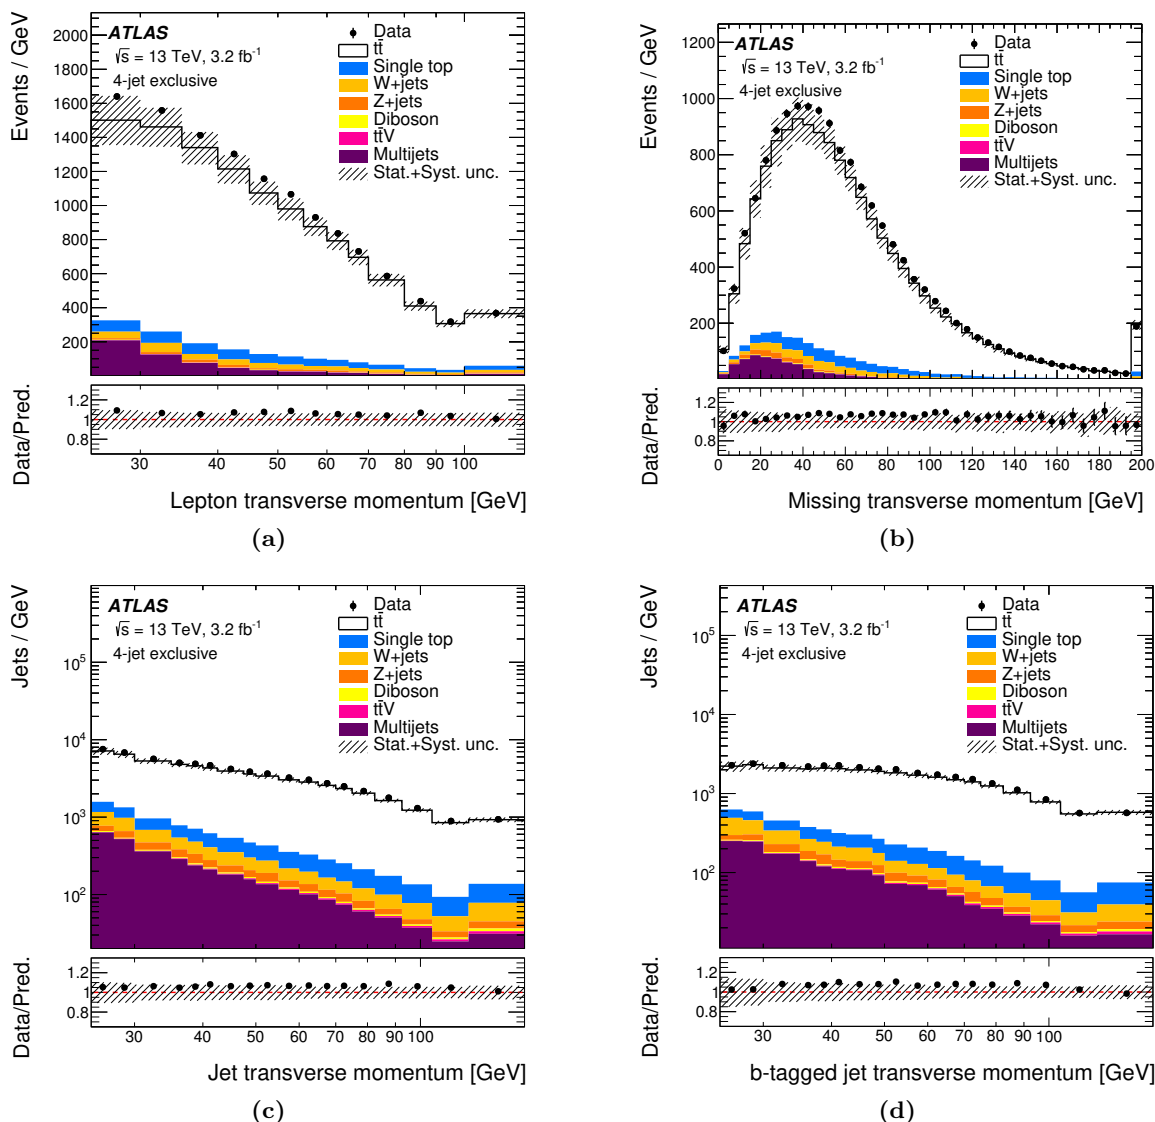 ATLAS
√s = 13 TeV, 3.2 fb⁻¹
4-jet exclusive
Data
tt̄
Single top
W+jets
Z+jets
Diboson
tt̄V
Multijets
Stat.+Syst. unc.
Events / GeV
2000
1800
1600
1400
1200
1000
800
600
400
200
Data/Pred.
1.2
1
0.8
30 40 50 60 70 80 90 100
Lepton transverse momentum [GeV]
(a)
ATLAS
√s = 13 TeV, 3.2 fb⁻¹
4-jet exclusive
Data
tt̄
Single top
W+jets
Z+jets
Diboson
tt̄V
Multijets
Stat.+Syst. unc.
Events / GeV
1200
1000
800
600
400
200
Data/Pred.
1.2
1
0.8
0 20 40 60 80 100 120 140 160 180 200
Missing transverse momentum [GeV]
(b)
ATLAS
√s = 13 TeV, 3.2 fb⁻¹
4-jet exclusive
Data
tt̄
Single top
W+jets
Z+jets
Diboson
tt̄V
Multijets
Stat.+Syst. unc.
Jets / GeV
10⁵
10⁴
10³
10²
Data/Pred.
1.2
1
0.8
30 40 50 60 70 80 90 100
Jet transverse momentum [GeV]
(c)
ATLAS
√s = 13 TeV, 3.2 fb⁻¹
4-jet exclusive
Data
tt̄
Single top
W+jets
Z+jets
Diboson
tt̄V
Multijets
Stat.+Syst. unc.
Jets / GeV
10⁵
10⁴
10³
10²
Data/Pred.
1.2
1
0.8
30 40 50 60 70 80 90 100
b-tagged jet transverse momentum [GeV]
(d)